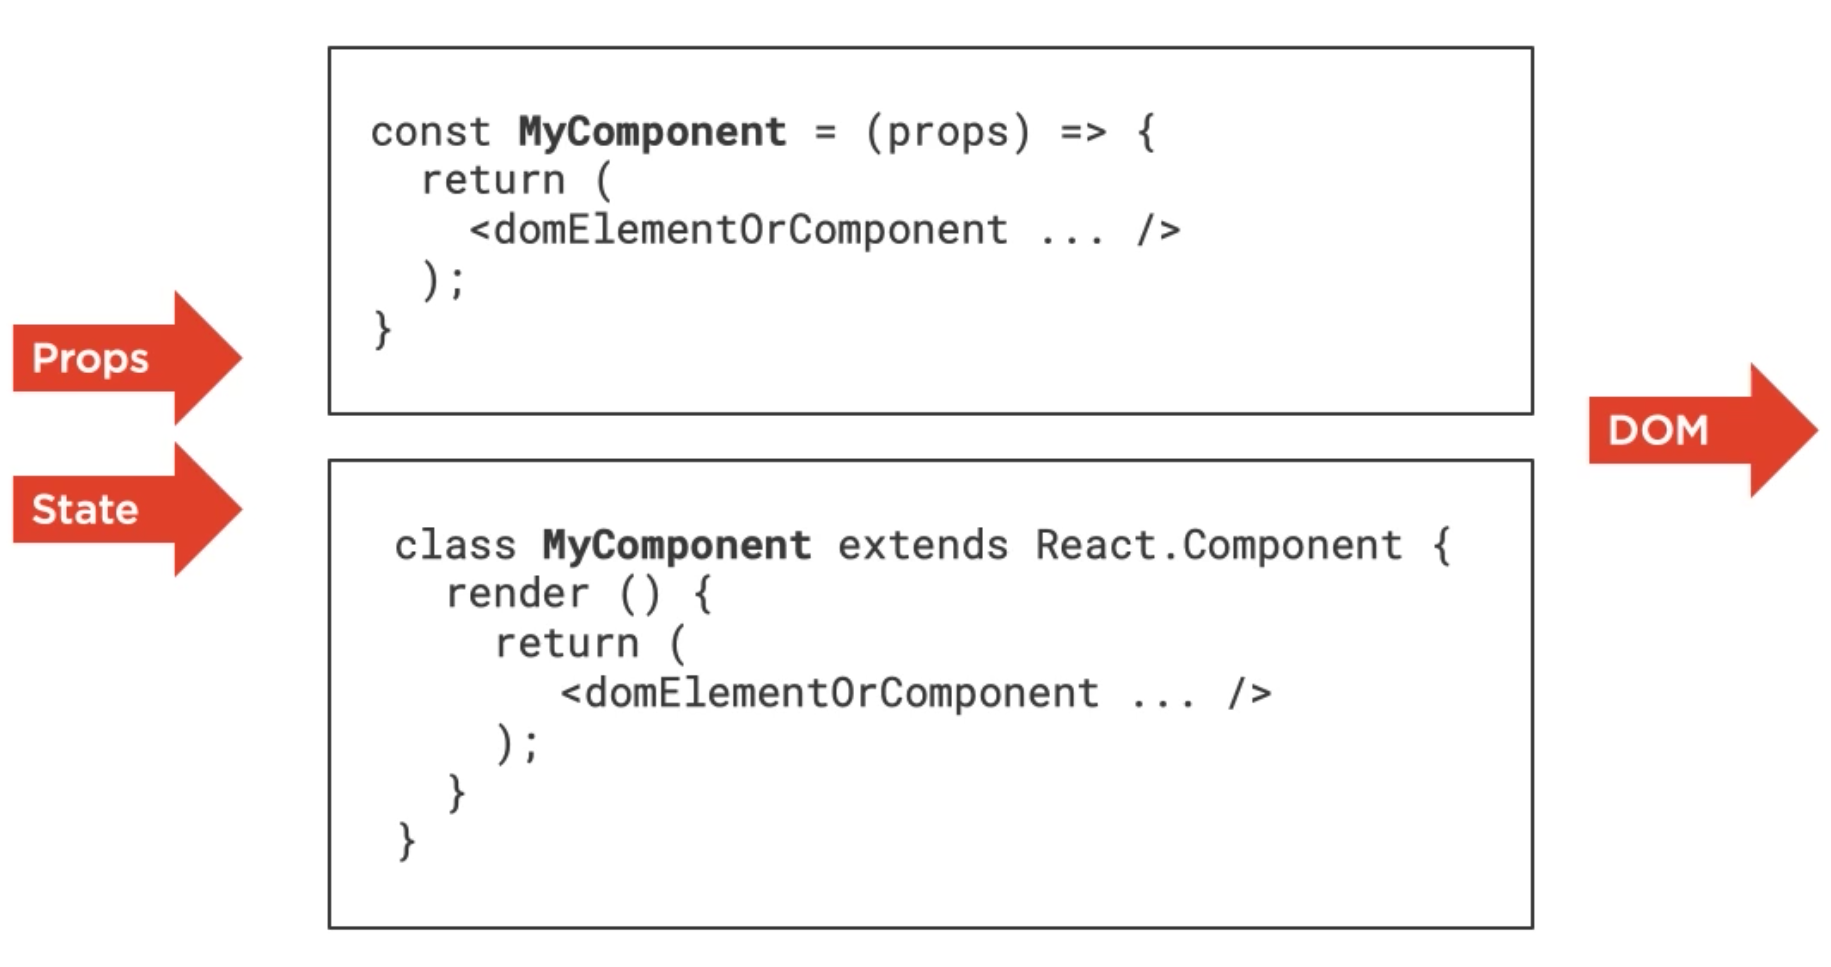 const MyComponent = (props) => {
return (
<domElementOrComponent ... />
);
}
Props
State
class MyComponent extends React.Component {
render () {
return (
<domElementOrComponent ... />
);
}
}
DOM